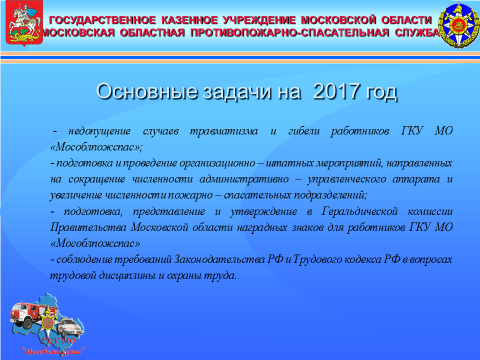 ГОСУДАРСТВЕННОЕ КАЗЕННОЕ УЧРЕЖДЕНИЕ МОСКОВСКОЙ ОБЛАСТИ
МОСКОВСКАЯ ОБЛАСТНАЯ ПРОТИВОПОЖАРНО-СПАСАТЕЛЬНАЯ СЛУЖБА
Основные задачи на 2017 год
- недопущение случаев травматизма и гибели работников ГКУ МО
«Мособлпожспас»;
- подготовка и проведение организационно – штатных мероприятий, направленных
на сокращение численности административно – управленческого аппарата и
увеличение численности пожарно – спасательных подразделений;
- подготовка, представление и утверждение в Геральдической комиссии
Правительства Московской области наградных знаков для работников ГКУ МО
«Мособлпожспас»
- соблюдение требований Законодательства РФ и Трудового кодекса РФ в вопросах
трудовой дисциплины и охраны труда.